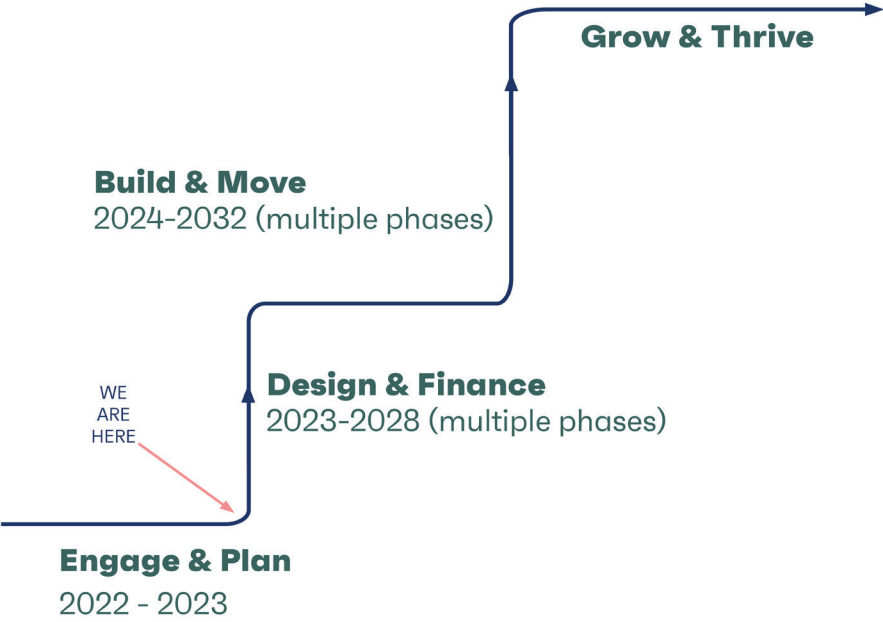 Grow & Thrive
Build & Move
2024-2032 (multiple phases)
Design & Finance
2023-2028 (multiple phases)
WE
ARE
HERE
Engage & Plan
2022 - 2023